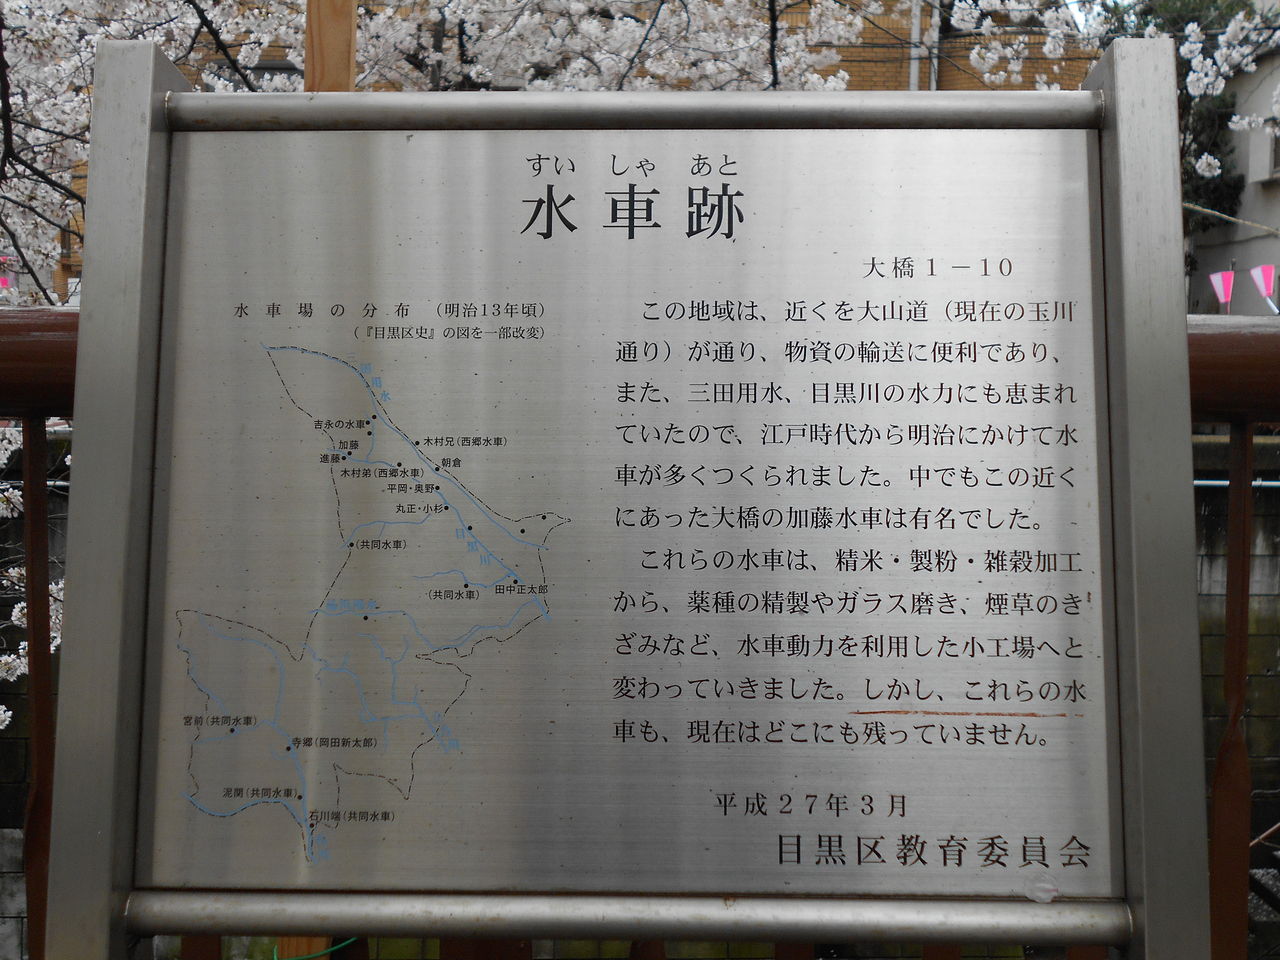 すい しゃ あと
水車跡
大橋１－１０
水車場の分布 （明治13年頃）
（『目黒区史』の図を一部改変）
この地域は、近くを大山道（現在の玉川
通り）が通り、物資の輸送に便利であり、
また、三田用水、目黒川の水力にも恵まれ
ていたので、江戸時代から明治にかけて水
車が多くつくられました。中でもこの近く
にあった大橋の加藤水車は有名でした。
これらの水車は、精米・製粉・雑穀加工
から、薬種の精製やガラス磨き、煙草のき
ざみなど、水車動力を利用した小工場へと
変わっていきました。しかし、これらの水
車も、現在はどこにも残っていません。
平成２７年３月
目黒区教育委員会
三田用水
吉永の水車
木村兄（西郷水車）
加藤
進藤
朝倉
木村弟（西郷水車）
平岡・奥野
丸正・小杉
目黒川
（共同水車）
田中正太郎
（共同水車）
宮前（共同水車）
寺郷（岡田新太郎）
泥関（共同水車）
石川端（共同水車）